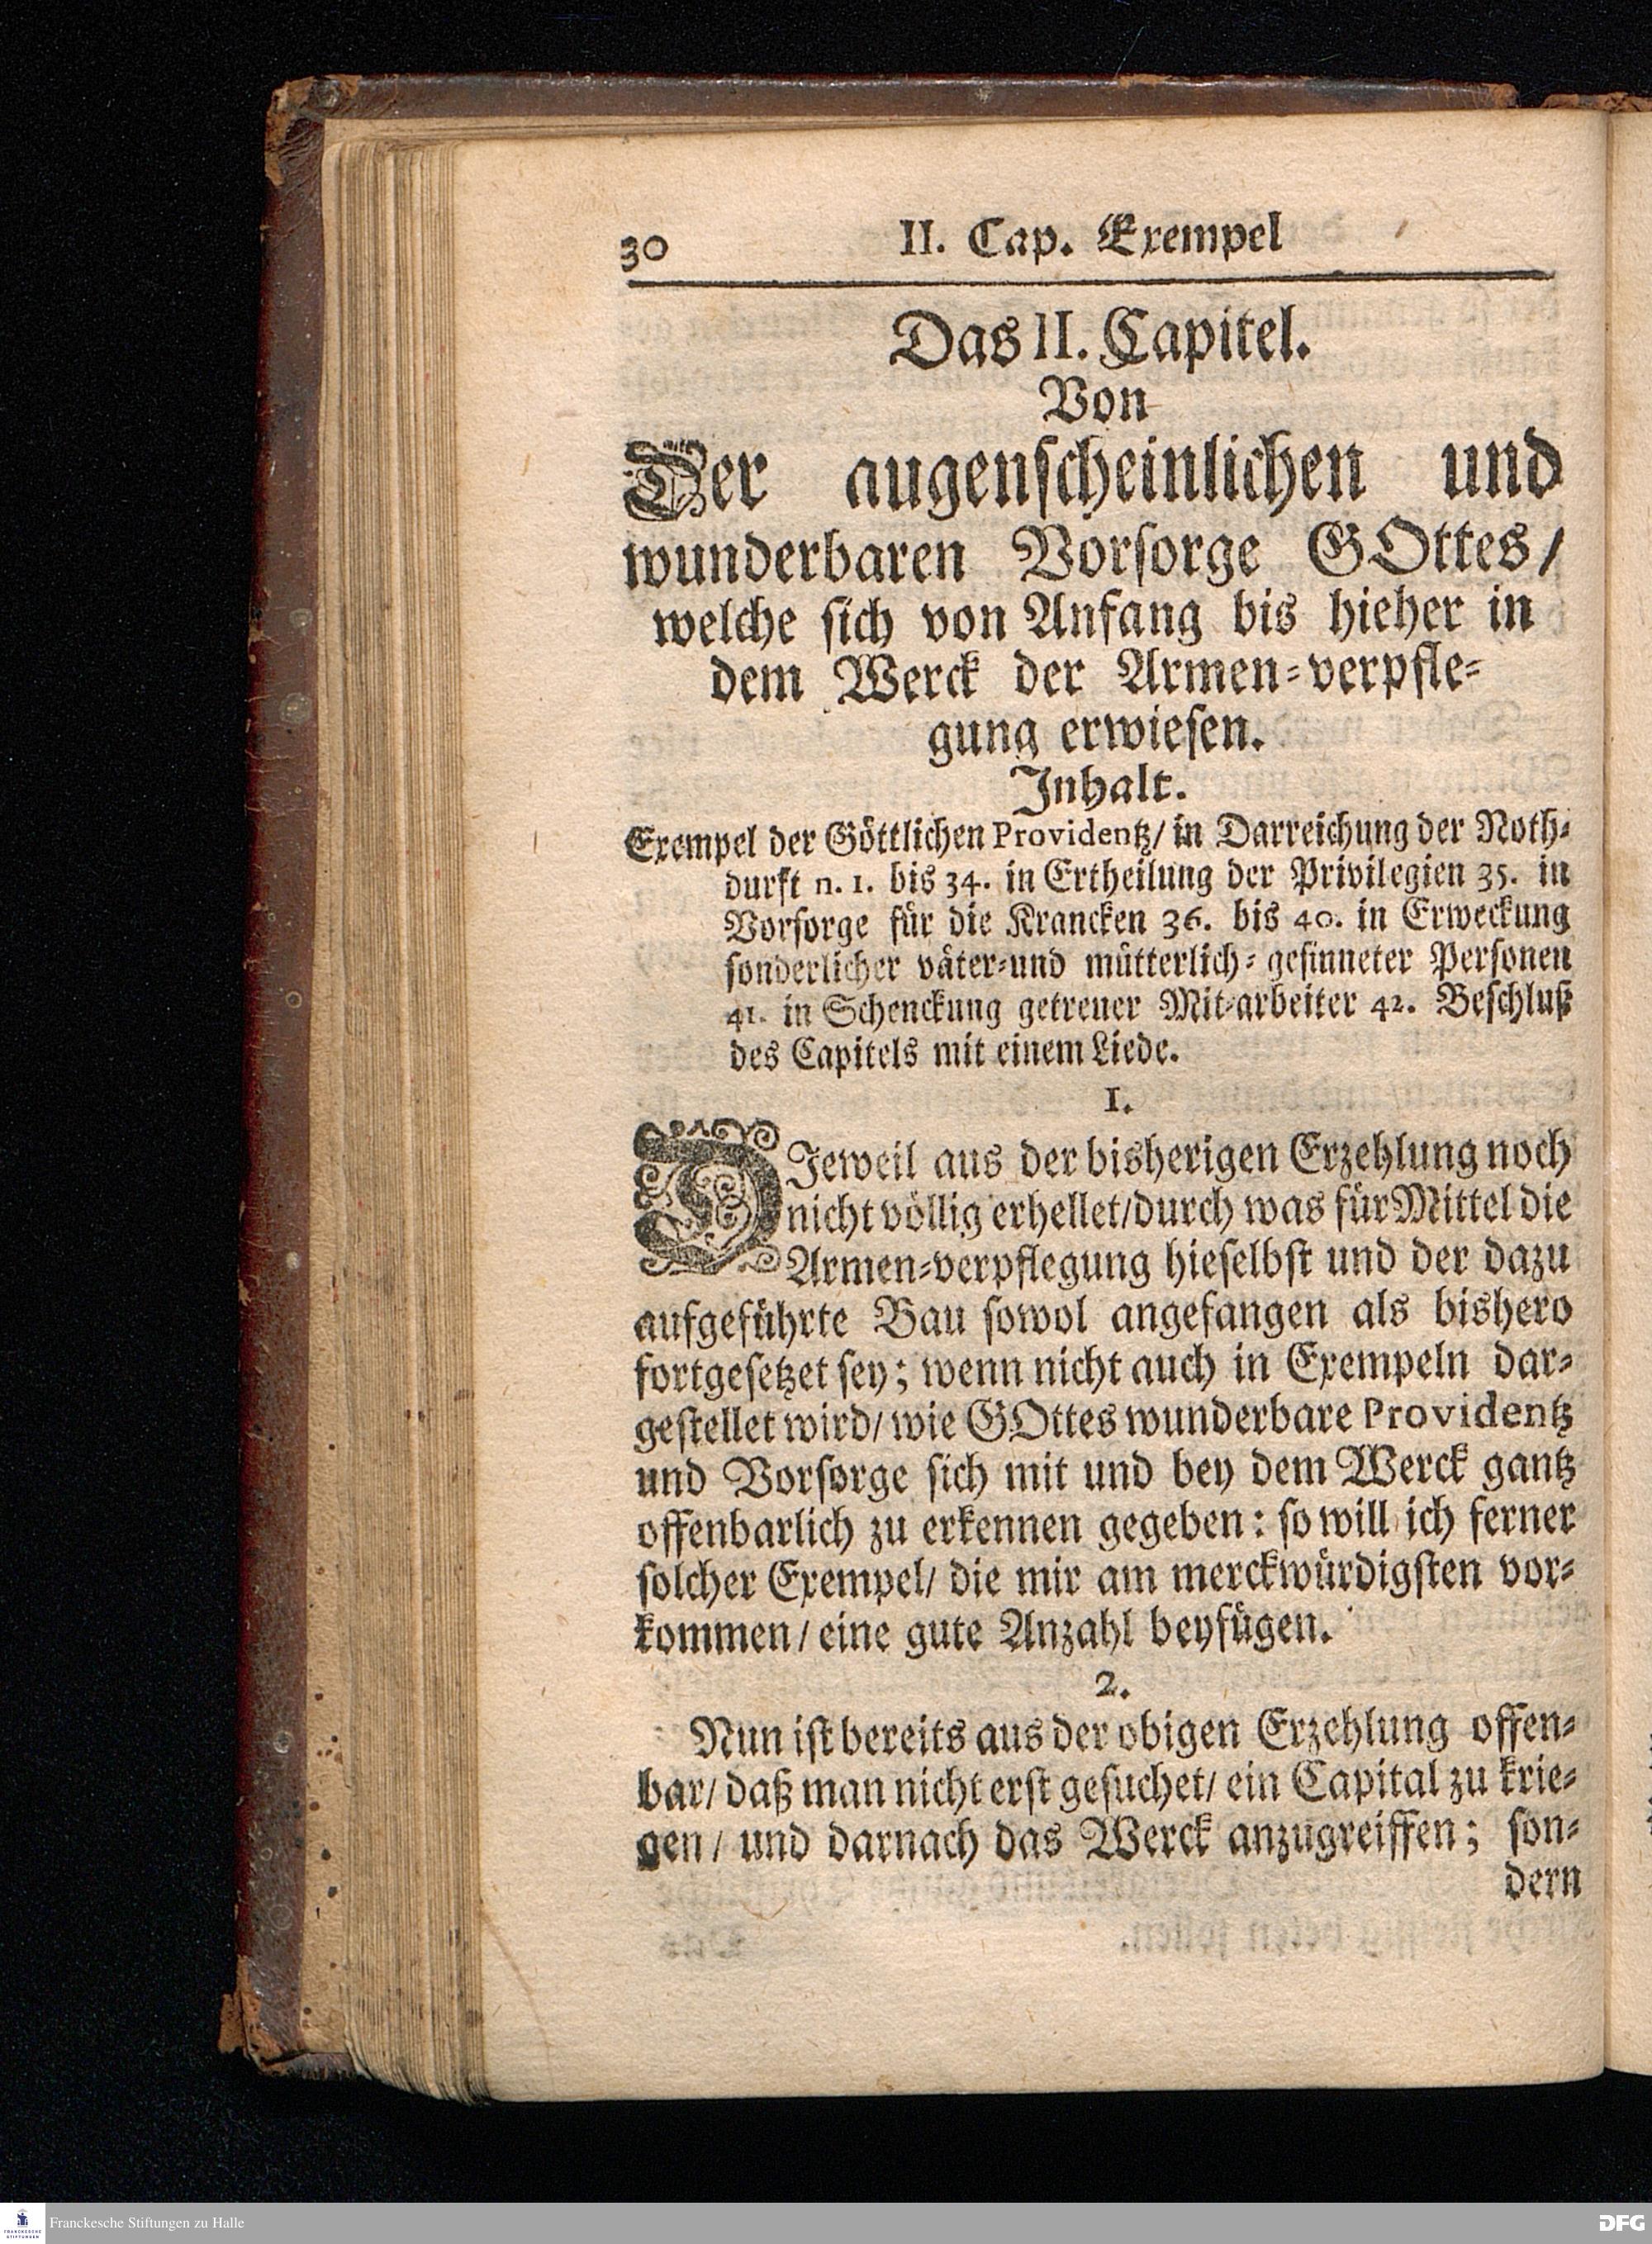 30 II. Cap. Exempel
Das II. Capitel.
Von
Der augenscheinlichen und
wunderbaren Vorsorge GOttes/
welche sich von Anfang bis hieher in
dem Werck der Armen-verpfle-
gung erwiesen.
Inhalt.
Exempel der Göttlichen Providentz/ in Darreichung der Noth-
durft n. 1. bis 34. in Ertheilung der Privilegien 35. in
Vorsorge für die Krancken 36. bis 40. in Erweckung
sonderlicher väter-und mütterlich-gesinneter Personen
41. in Schenckung getreuer Mit-arbeiter 42. Beschluß
des Capitels mit einem Liede.
1.
DIeweil aus der bisherigen Erzehlung noch
nicht völlig erhellet/durch was für Mittel die
Armen-verpflegung hieselbst und der dazu
aufgeführte Bau sowol angefangen als bishero
fortgesetzet sey; wenn nicht auch in Exempeln dar-
gestellet wird/ wie GOttes wunderbare Providentz
und Vorsorge sich mit und bey dem Werck gantz
offenbarlich zu erkennen gegeben: so will ich ferner
solcher Exempel/ die mir am merckwürdigsten vor-
kommen/ eine gute Anzahl beyfügen.
2.
Nun ist bereits aus der obigen Erzehlung offen-
bar/ daß man nicht erst gesuchet/ ein Capital zu krie-
gen/ und darnach das Werck anzugreiffen; son-
dern
FRANCKESCHE STIFTUNGEN
Franckesche Stiftungen zu Halle
DFG